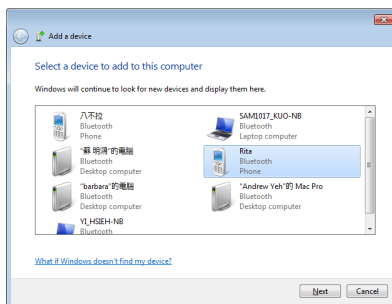 Add a device
Select a device to add to this computer
Windows will continue to look for new devices and display them here.
八不拉
Bluetooth
Phone
SAM1017_KUO-NB
Bluetooth
Laptop computer
"蘇 明鴻"的電腦
Bluetooth
Desktop computer
Rita
Bluetooth
Phone
"barbara"的電腦
Bluetooth
Desktop computer
"Andrew Yeh"的 Mac Pro
Bluetooth
Desktop computer
YI_HSIEH-NB
Bluetooth
What if Windows doesn't find my device?
Next
Cancel